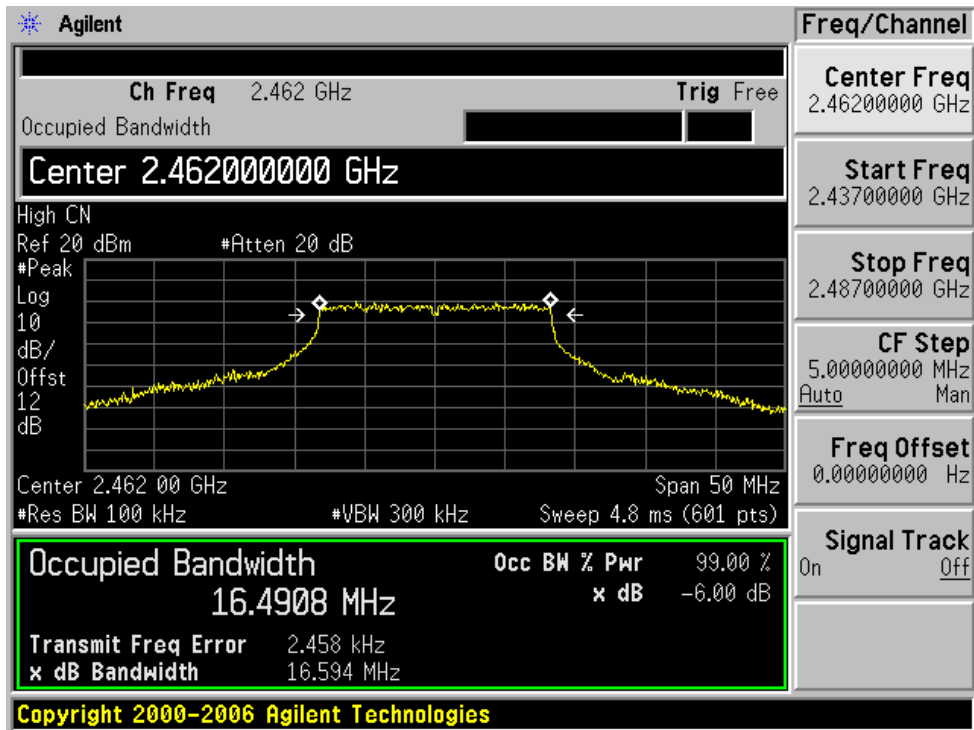 Agilent
Freq/Channel
Ch Freq 2.462 GHz Trig Free
Occupied Bandwidth
Center 2.462000000 GHz
High CN
Ref 20 dBm #Atten 20 dB
#Peak
Log
10
dB/
Offst
12
dB
Center 2.462 00 GHz Span 50 MHz
#Res BW 100 kHz #VBW 300 kHz Sweep 4.8 ms (601 pts)
Occupied Bandwidth
16.4908 MHz
Occ BW % Pwr 99.00 %
x dB -6.00 dB
Transmit Freq Error 2.458 kHz
x dB Bandwidth 16.594 MHz
Center Freq
2.46200000 GHz
Start Freq
2.43700000 GHz
Stop Freq
2.48700000 GHz
CF Step
5.00000000 MHz
Auto Man
Freq Offset
0.00000000 Hz
Signal Track
On Off
Copyright 2000-2006 Agilent Technologies